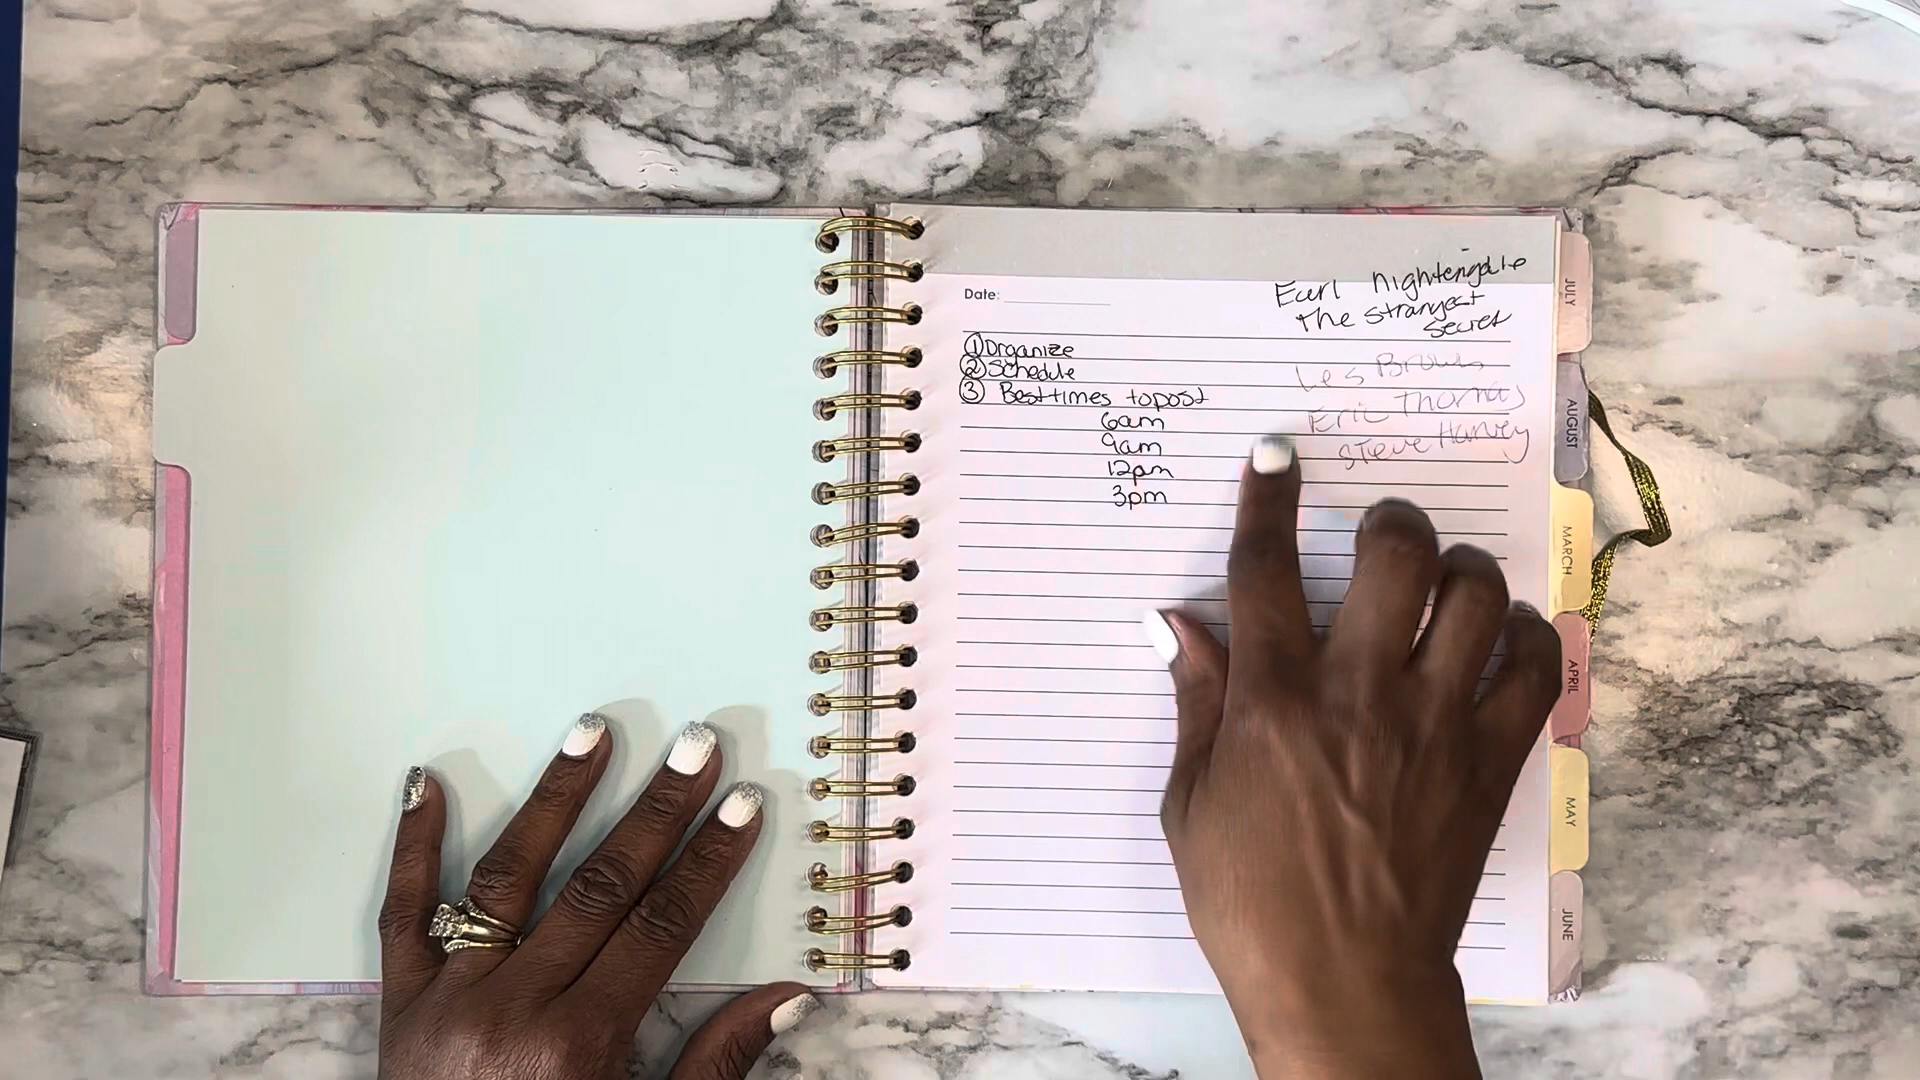 Date:
Earl nightengale
the strangest
secret
①Organize
②Schedule
③ Best times to post
6am
9am
12pm
3pm
Les Brown
Eric Thomas
Steve Harvey
JULY
AUGUST
MARCH
APRIL
MAY
JUNE